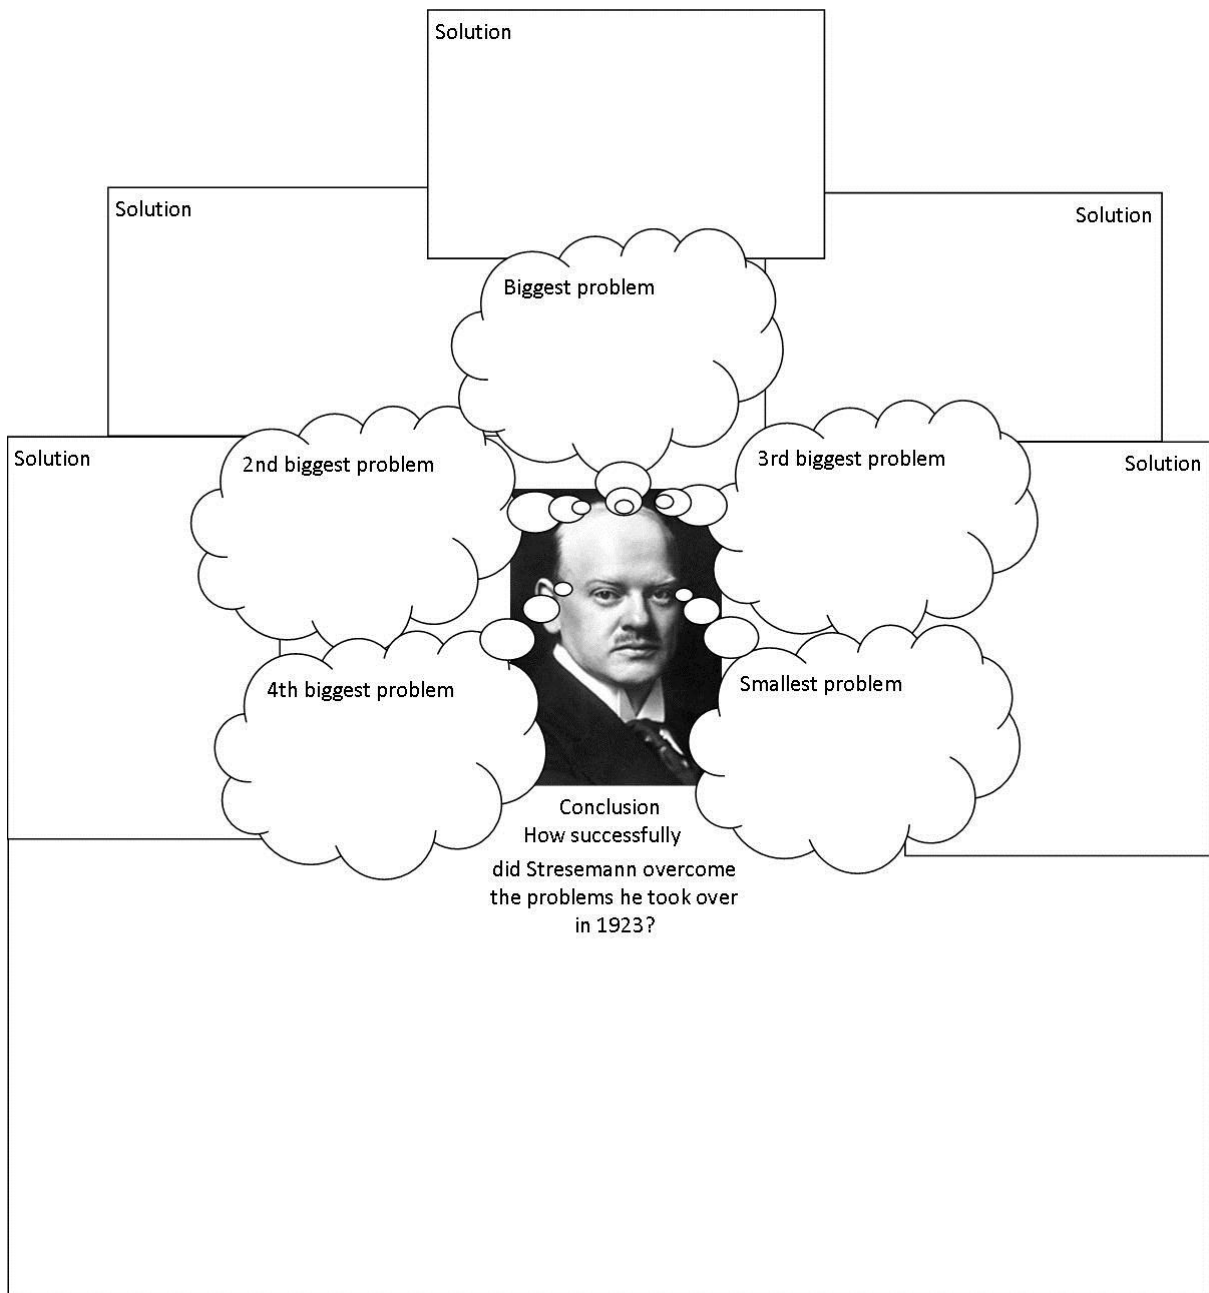 Solution
Solution
Solution
Biggest problem
Solution
2nd biggest problem
3rd biggest problem
Solution
4th biggest problem
Smallest problem
Conclusion
How successfully
did Stresemann overcome
the problems he took over
in 1923?